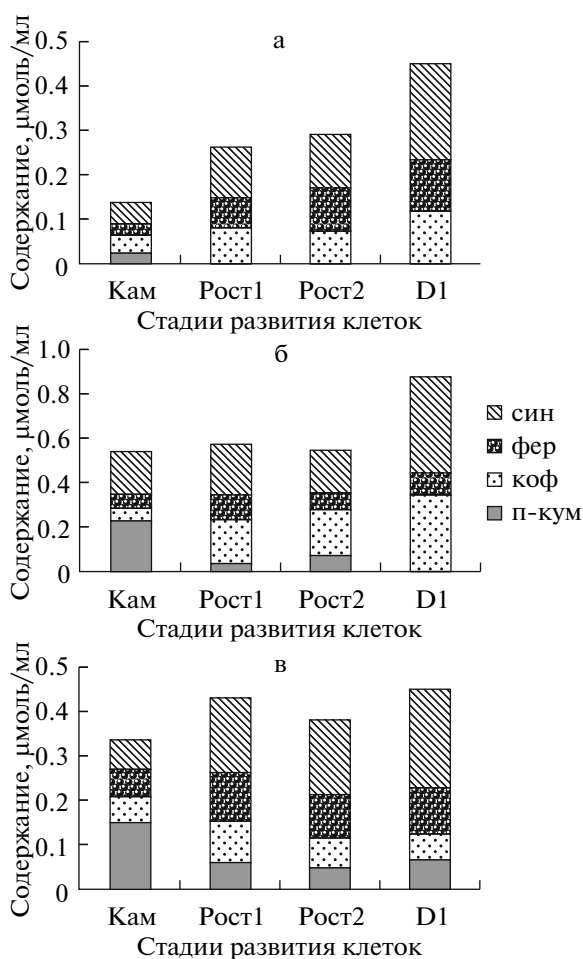 а
Содержание, μмоль/мл
0.5
0.4
0.3
0.2
0.1
0
Кам Рост1 Рост2 D1
Стадии развития клеток
б
Содержание, μмоль/мл
1.0
0.8
0.6
0.4
0.2
0
Кам Рост1 Рост2 D1
Стадии развития клеток
син
фер
коф
п-кум
в
Содержание, μмоль/мл
0.5
0.4
0.3
0.2
0.1
0
Кам Рост1 Рост2 D1
Стадии развития клеток